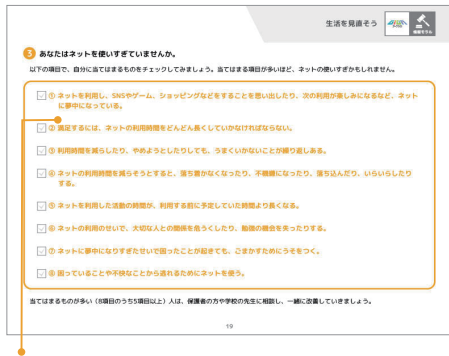 生活を見直そう
情報モラル
3 あなたはネットを使いすぎていませんか。
以下の項目で、自分に当てはまるものをチェックしてみましょう。当てはまる項目が多いほど、ネットの使いすぎかもしれません。
① ネットを利用し、SNSやゲーム、ショッピングなどをすることを思い出したり、次の利用が楽しみになるなど、ネット
に夢中になっている。
② 満足するには、ネットの利用時間をどんどん長くしていかなければならない。
③ 利用時間を減らしたり、やめようとしたりしても、うまくいかないことが繰り返しある。
④ ネットの利用時間を減らそうとすると、落ち着かなくなったり、不機嫌になったり、落ち込んだり、いらいらしたり
する。
⑤ ネットを利用した活動の時間が、利用する前に予定していた時間より長くなる。
⑥ ネットの利用のせいで、大切な人との関係を危うくしたり、勉強の機会を失ったりする。
⑦ ネットに夢中になりすぎたせいで困ったことが起きても、ごまかすためにうそをつく。
⑧ 困っていることや不快なことから逃れるためにネットを使う。
当てはまるものが多い（8項目のうち5項目以上）人は、保護者の方や学校の先生に相談し、一緒に改善していきましょう。
19